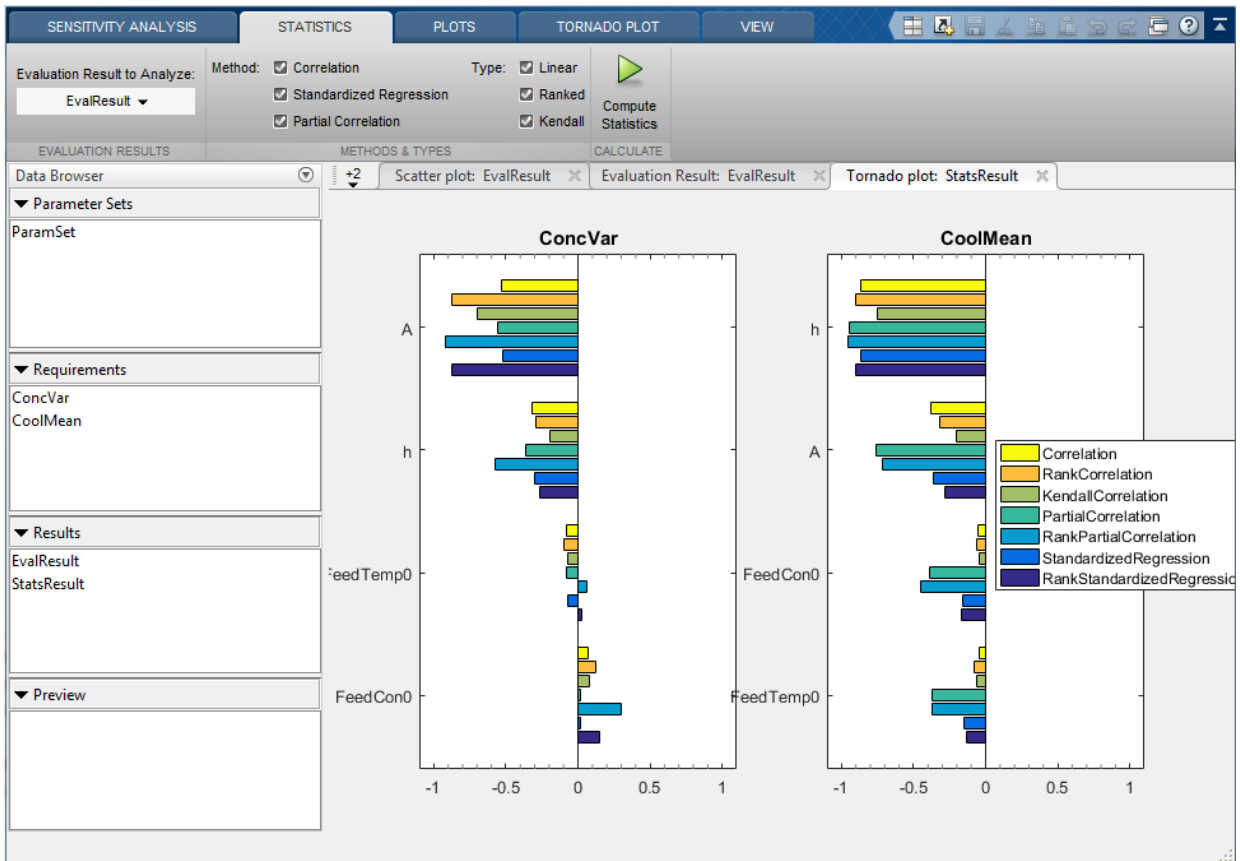 SENSITIVITY ANALYSIS STATISTICS PLOTS TORNADO PLOT VIEW
Evaluation Result to Analyze:
EvalResult
EVALUATION RESULTS
Method: Correlation
Standardized Regression
Partial Correlation
Type: Linear
Ranked
Kendall
METHODS & TYPES
Compute
Statistics
CALCULATE
Data Browser
Parameter Sets
ParamSet
Requirements
ConcVar
CoolMean
Results
EvalResult
StatsResult
Preview
+2 Scatter plot: EvalResult Evaluation Result: EvalResult Tornado plot: StatsResult
ConcVar
A
h
FeedTemp0
FeedCon0
-1 -0.5 0 0.5 1
CoolMean
h
A
FeedCon0
FeedTemp0
-1 -0.5 0 0.5 1
Correlation
RankCorrelation
KendallCorrelation
PartialCorrelation
RankPartialCorrelation
StandardizedRegression
RankStandardizedRegressio